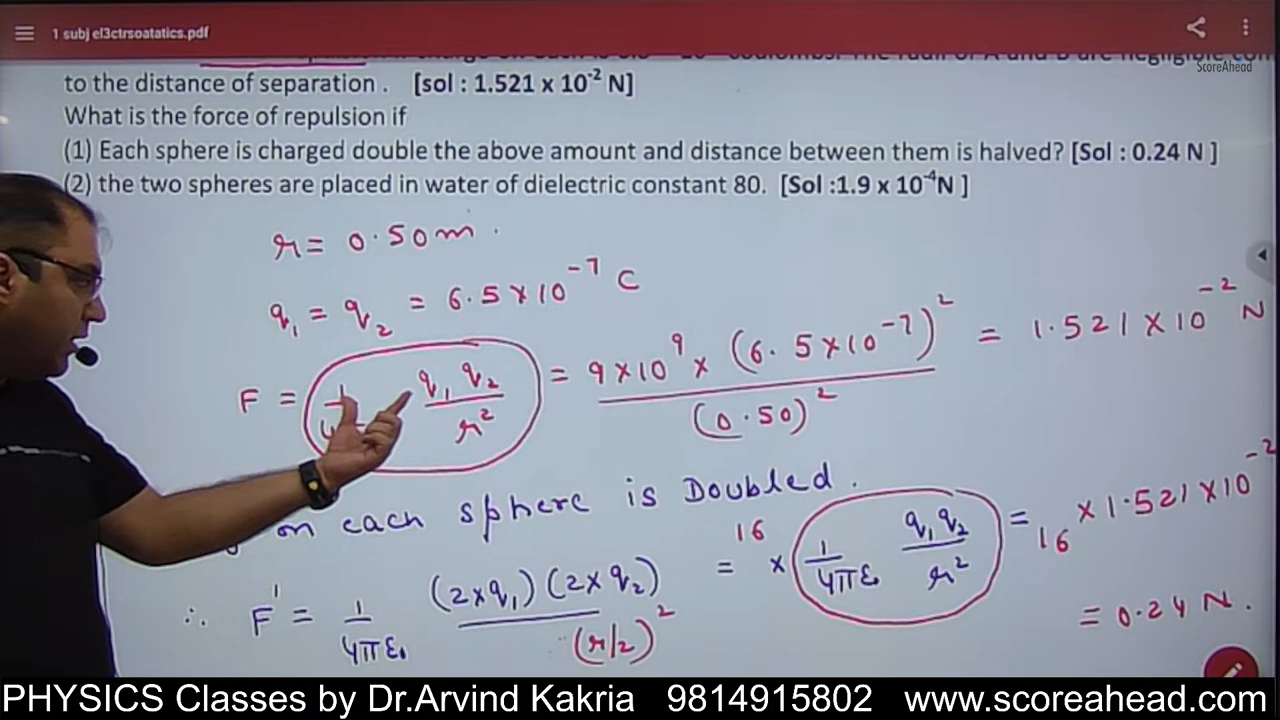 1 subj el3ctrsoatatics.pdf
ScoreAhead
to the distance of separation . [sol : 1.521 x 10⁻² N]
What is the force of repulsion if
(1) Each sphere is charged double the above amount and distance between them is halved? [Sol : 0.24 N ]
(2) the two spheres are placed in water of dielectric constant 80. [Sol :1.9 x 10⁻⁴N ]
r = 0.50m .
q₁ = q₂ = 6.5×10⁻⁷ C
F = q₁ q₂ / r² = 9×10⁹ × (6.5×10⁻⁷)² / (0.50)² = 1.521 × 10⁻² N
on each sphere is Doubled .
∴ F' = 1/4πε₀ (2×q₁)(2×q₂) / (r/2)² = 16 × 1/4πε₀ q₁q₂ / r² = 16 × 1.521 × 10⁻²
= 0.24 N .
PHYSICS Classes by Dr.Arvind Kakria 9814915802 www.scoreahead.com